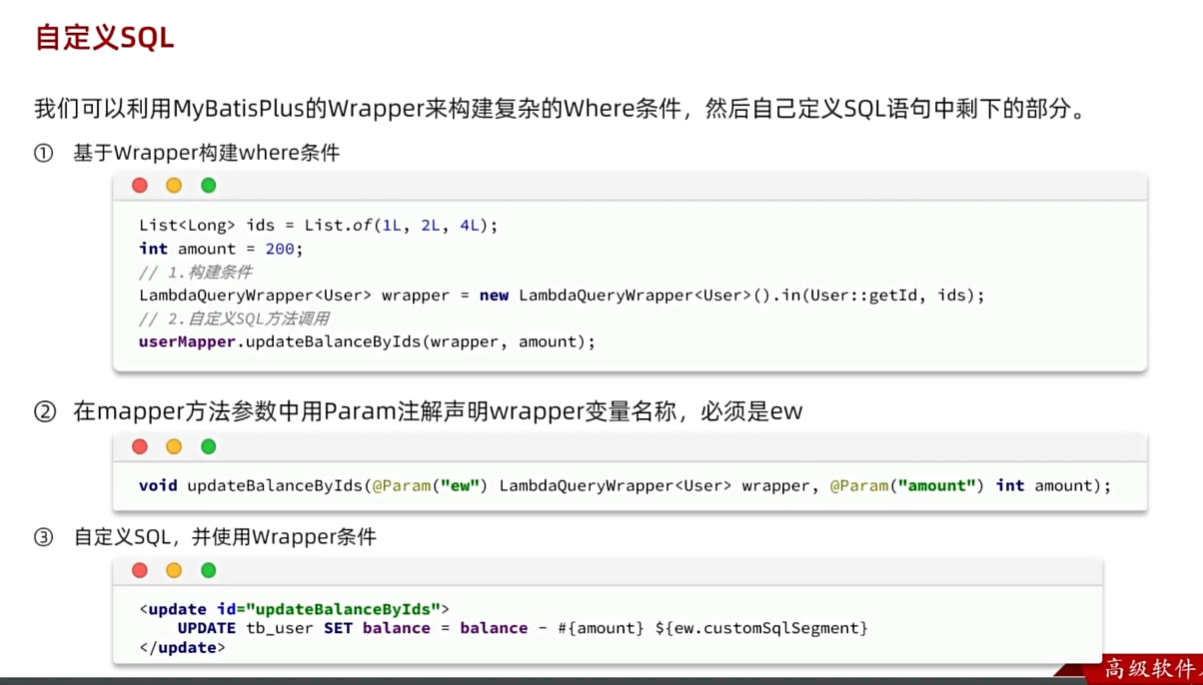 自定义SQL
我们可以利用MyBatisPlus的Wrapper来构建复杂的Where条件，然后自己定义SQL语句中剩下的部分。
① 基于Wrapper构建where条件
List<Long> ids = List.of(1L, 2L, 4L);
int amount = 200;
// 1.构建条件
LambdaQueryWrapper<User> wrapper = new LambdaQueryWrapper<User>().in(User::getId, ids);
// 2.自定义SQL方法调用
userMapper.updateBalanceByIds(wrapper, amount);
② 在mapper方法参数中用Param注解声明wrapper变量名称，必须是ew
void updateBalanceByIds(@Param("ew") LambdaQueryWrapper<User> wrapper, @Param("amount") int amount);
③ 自定义SQL，并使用Wrapper条件
<update id="updateBalanceByIds">
UPDATE tb_user SET balance = balance - #{amount} ${ew.customSqlSegment}
</update>
高级软件